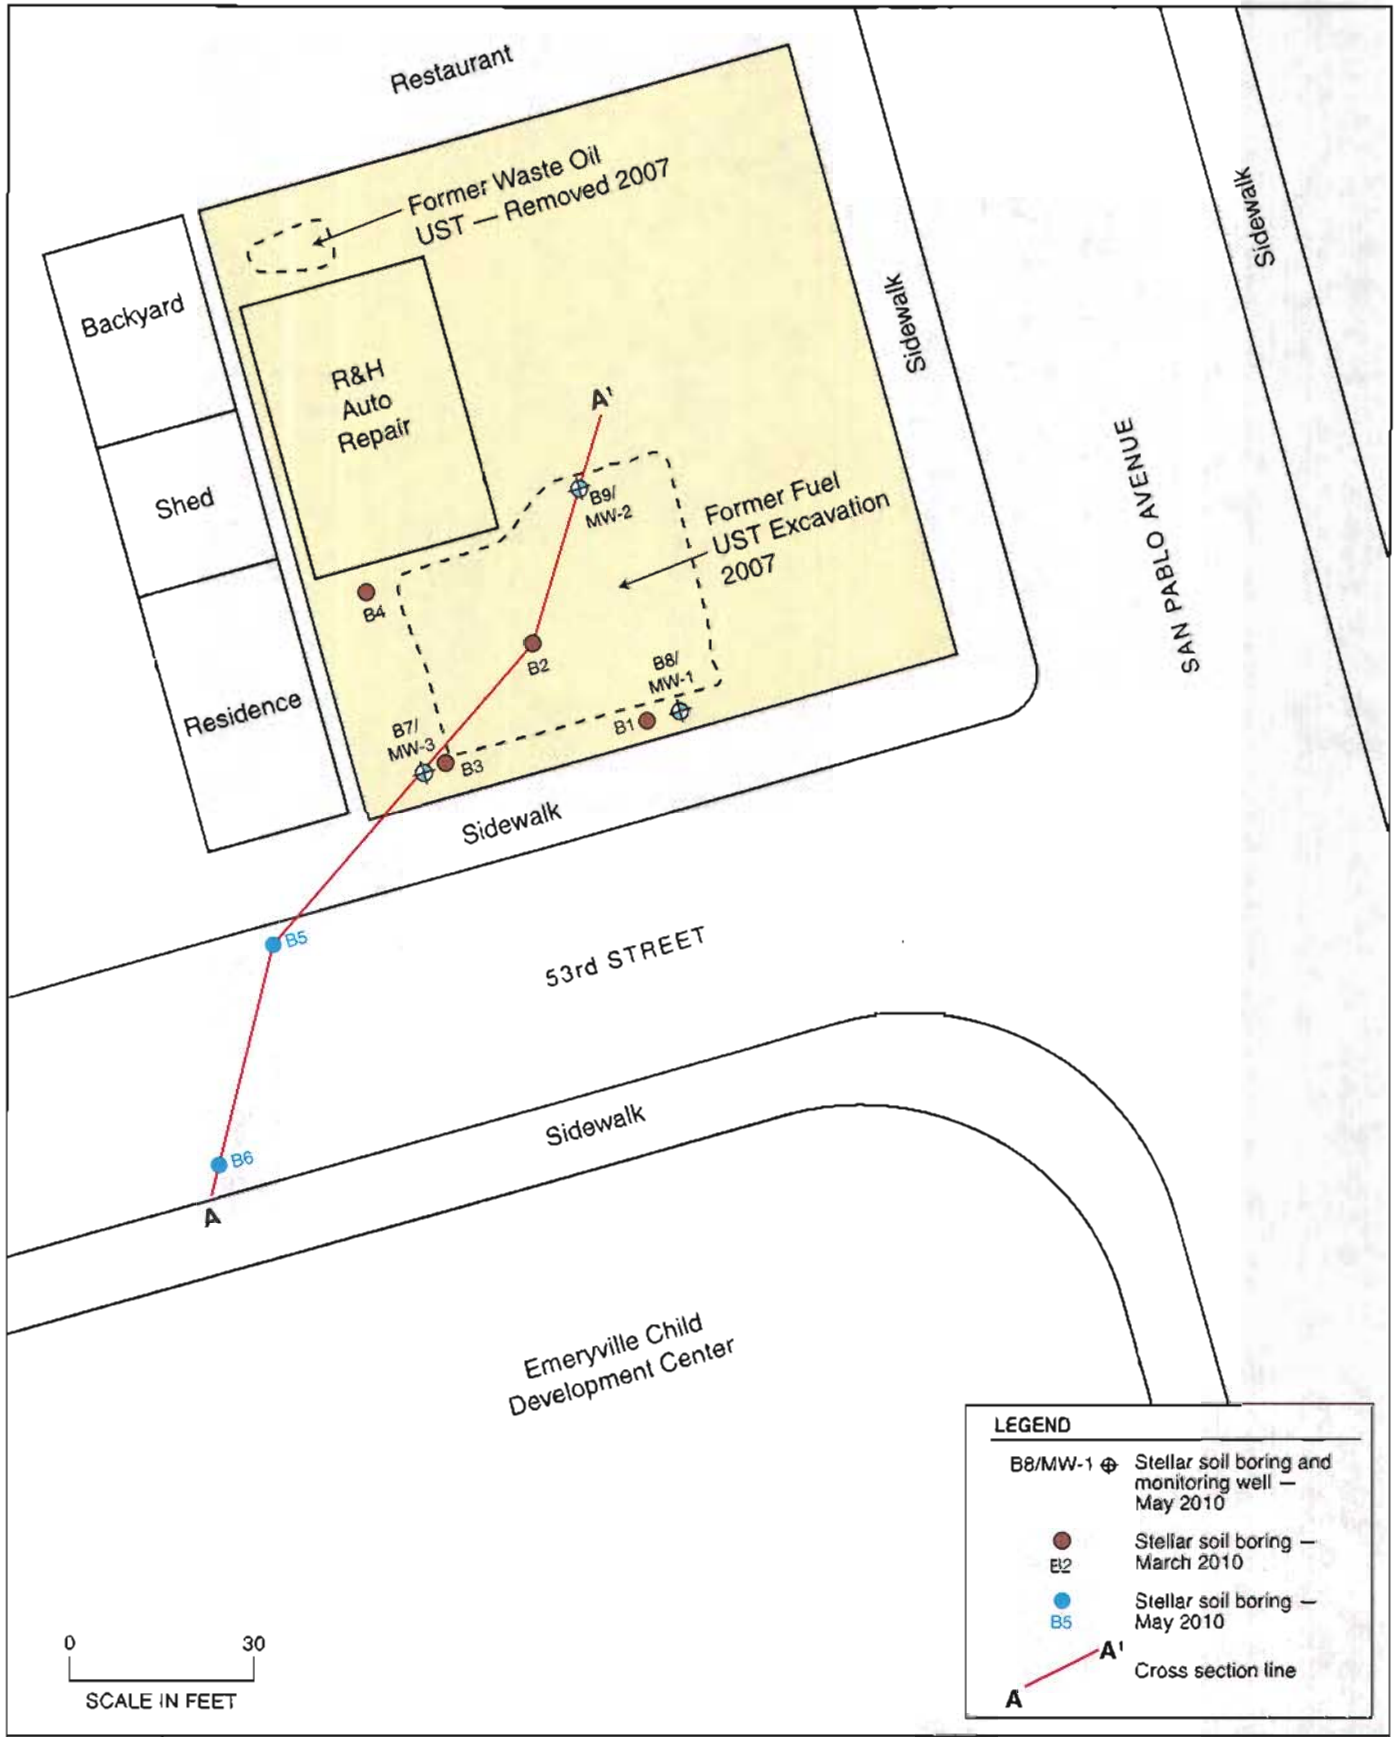 Restaurant
Former Waste Oil
UST — Removed 2007
Sidewalk
Sidewalk
Backyard
R&H
Auto
Repair
A'
Shed
B9/
MW-2
Former Fuel
UST Excavation
2007
SAN PABLO AVENUE
B4
B2
B8/
MW-1
Residence
B7/
MW-3
B1
B3
Sidewalk
B5
53rd STREET
Sidewalk
B6
A
Emeryville Child
Development Center
LEGEND
B8/MW-1
Stellar soil boring and
monitoring well —
May 2010
B2
Stellar soil boring —
March 2010
B5
Stellar soil boring —
May 2010
A'
A
Cross section line
0 30
SCALE IN FEET